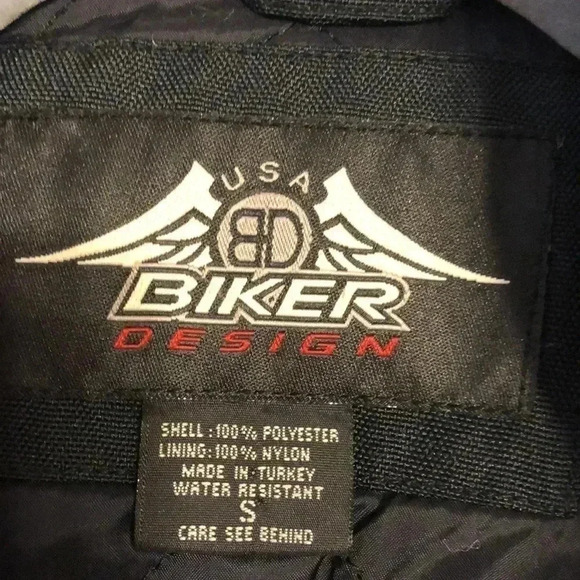 USA
BD
BIKER
DESIGN
SHELL:100% POLYESTER
LINING:100% NYLON
MADE IN TURKEY
WATER RESISTANT
S
CARE SEE BEHIND